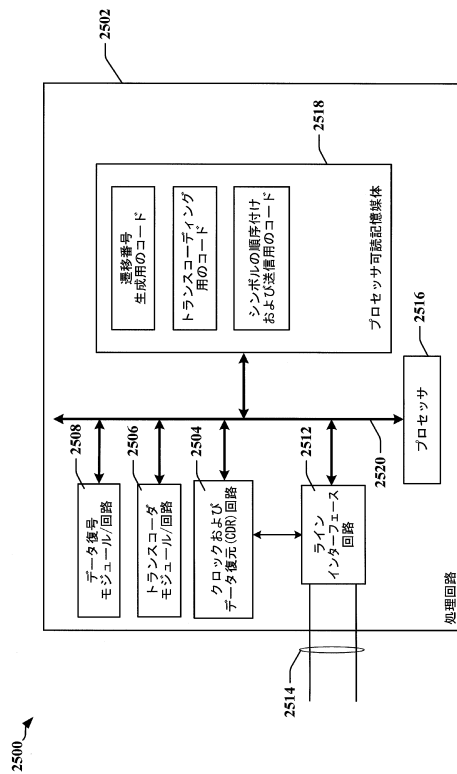 2500
2502
2508
データ復号
モジュール/回路
2506
トランスコーダ
モジュール/回路
2504
クロックおよび
データ復元(CDR)回路
2512
ライン
インターフェース
回路
2514
処理回路
2518
遷移番号
生成用のコード
トランスコーディング
用のコード
シンボルの順序付け
および送信用のコード
プロセッサ可読記憶媒体
2516
プロセッサ
2520